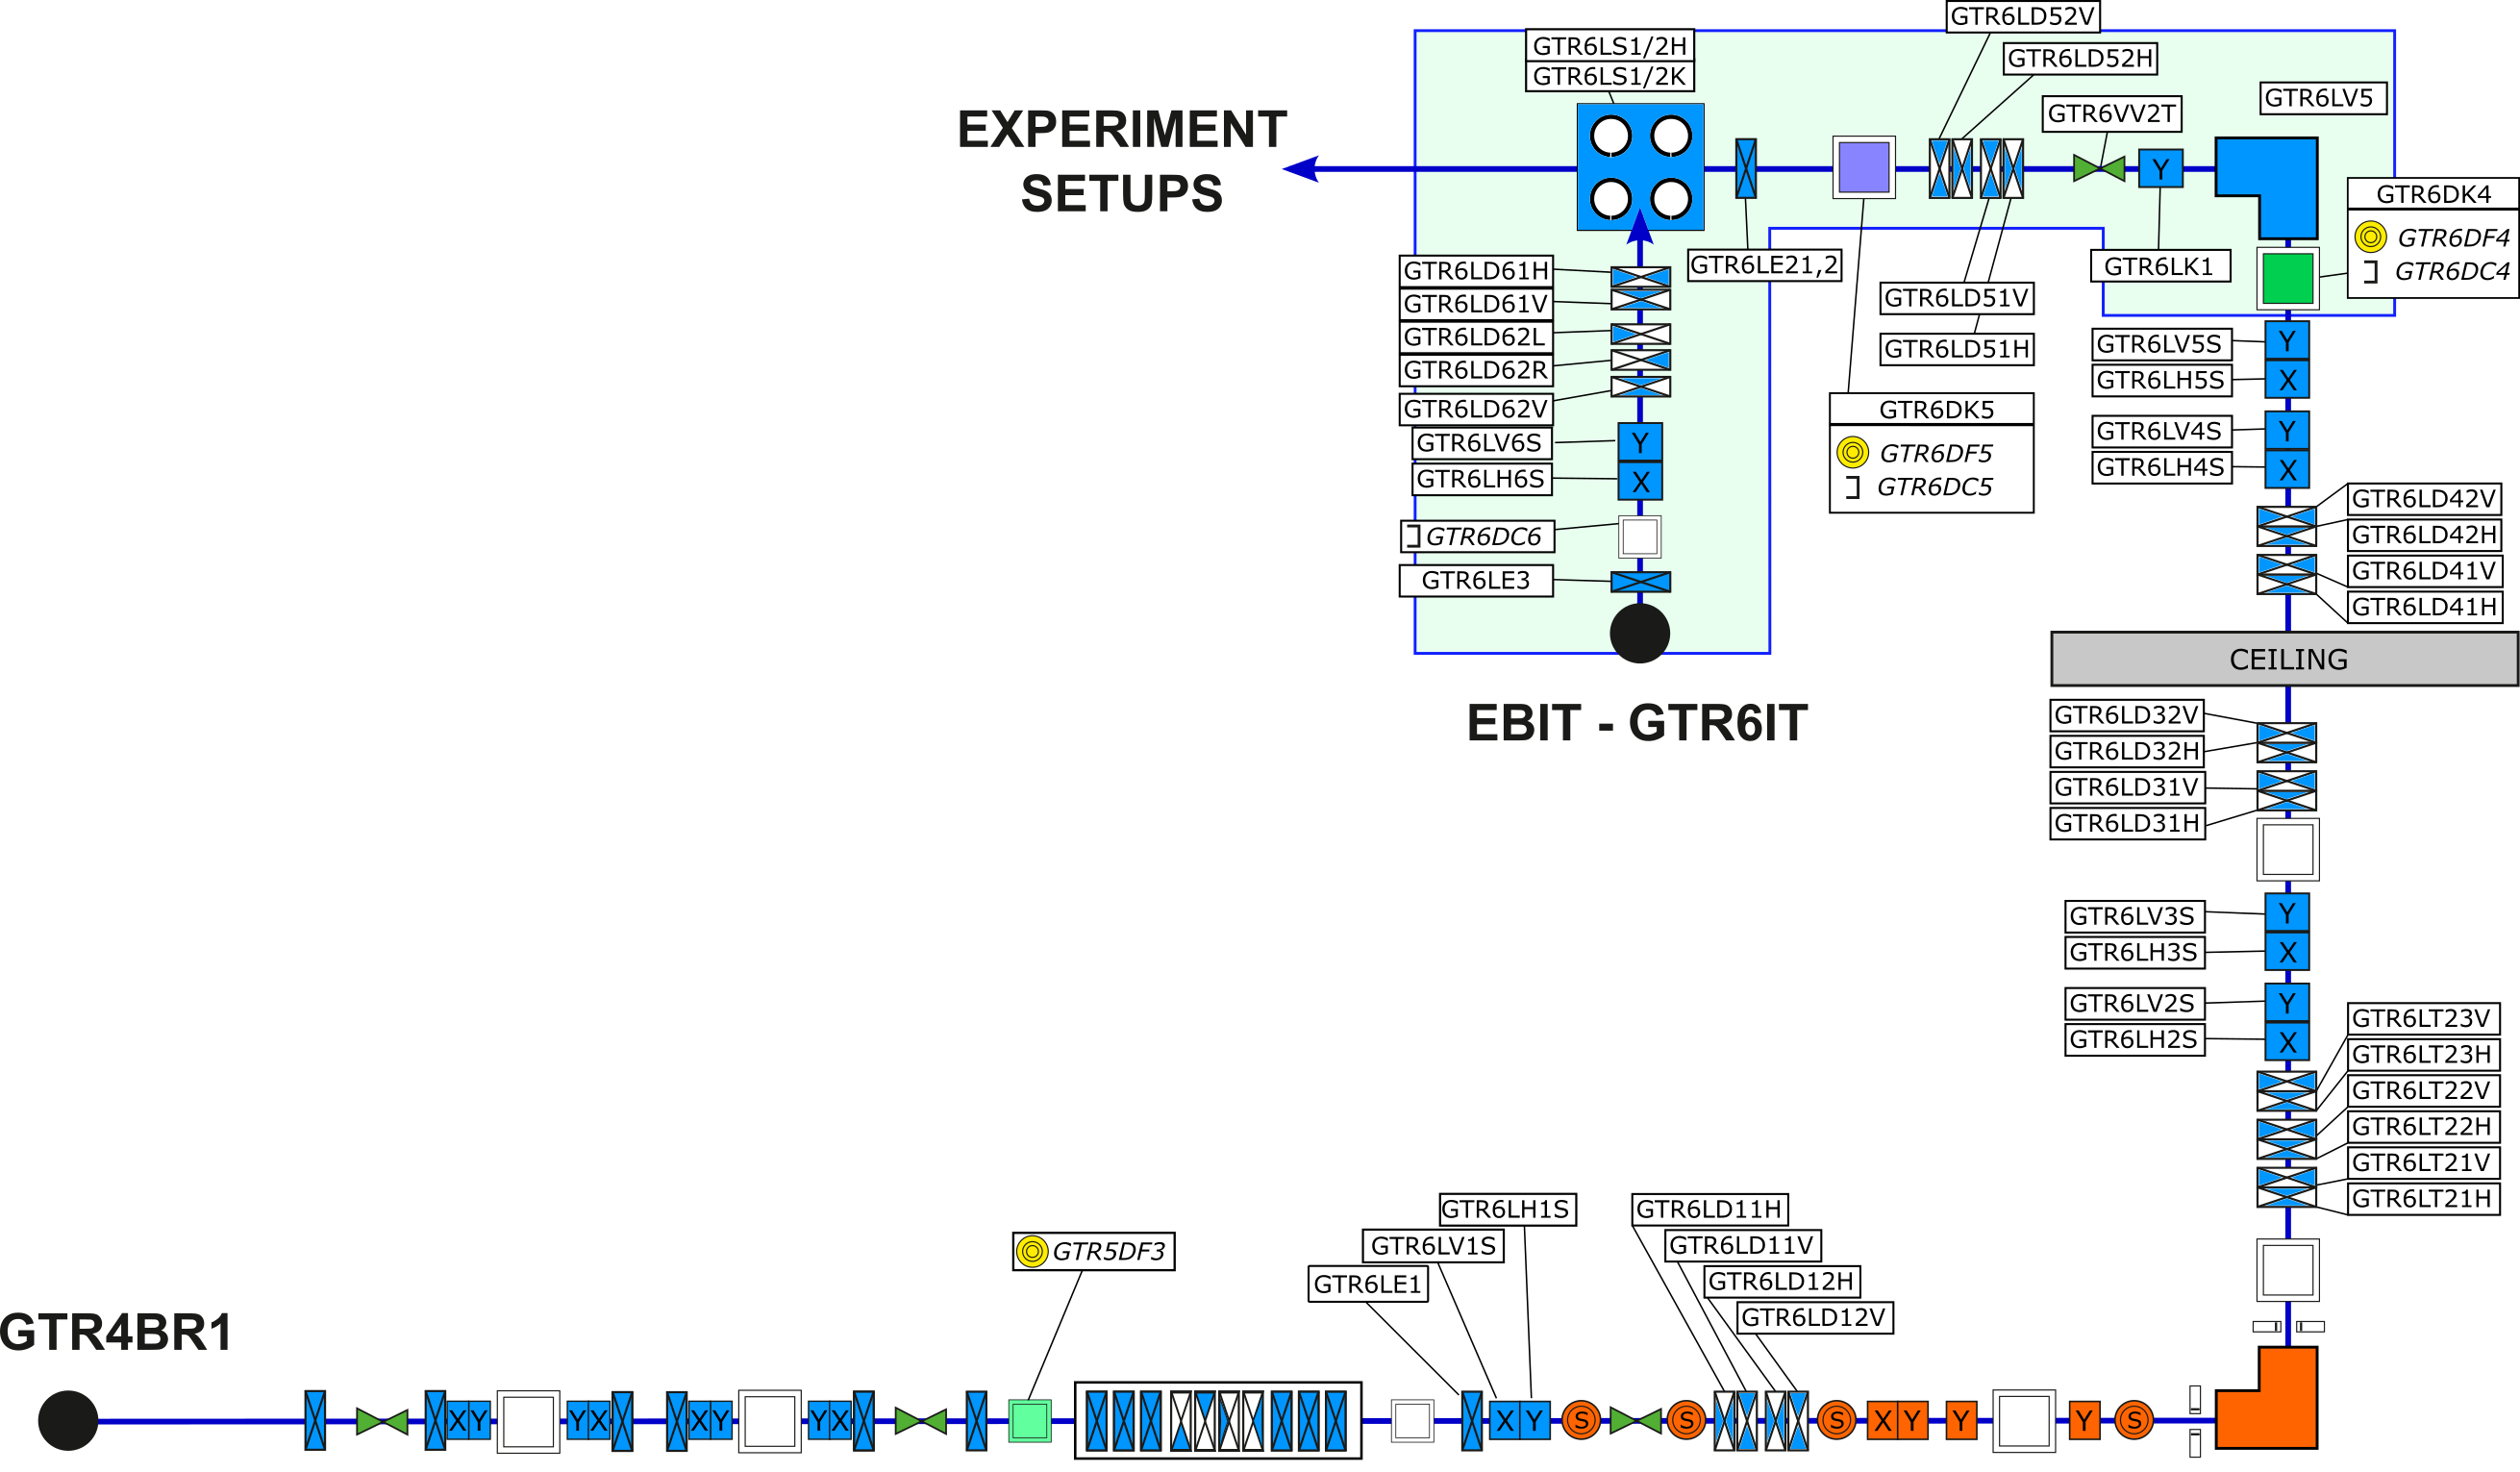 GTR6LD52V
GTR6LS1/2H
GTR6LD52H
GTR6LS1/2K
GTR6LV5
GTR6VV2T
EXPERIMENT
SETUPS
Y
GTR6DK4
GTR6DF4
GTR6DC4
GTR6LE21,2
GTR6LK1
GTR6LD61H
GTR6LD61V
GTR6LD62L
GTR6LD62R
GTR6LD62V
GTR6LV6S
Y
GTR6LH6S
X
GTR6DC6
GTR6LE3
GTR6LD51V
GTR6LD51H
GTR6DK5
GTR6DF5
GTR6DC5
GTR6LV5S
Y
GTR6LH5S
X
GTR6LV4S
Y
GTR6LH4S
X
GTR6LD42V
GTR6LD42H
GTR6LD41V
GTR6LD41H
CEILING
EBIT - GTR6IT
GTR6LD32V
GTR6LD32H
GTR6LD31V
GTR6LD31H
GTR6LV3S
Y
GTR6LH3S
X
GTR6LV2S
Y
GTR6LH2S
X
GTR6LT23V
GTR6LT23H
GTR6LT22V
GTR6LT22H
GTR6LT21V
GTR6LT21H
GTR6LH1S
GTR6LV1S
GTR6LE1
GTR6LD11H
GTR6LD11V
GTR6LD12H
GTR6LD12V
GTR5DF3
GTR4BR1
X Y Y X X Y Y X X Y S S S X Y Y Y S